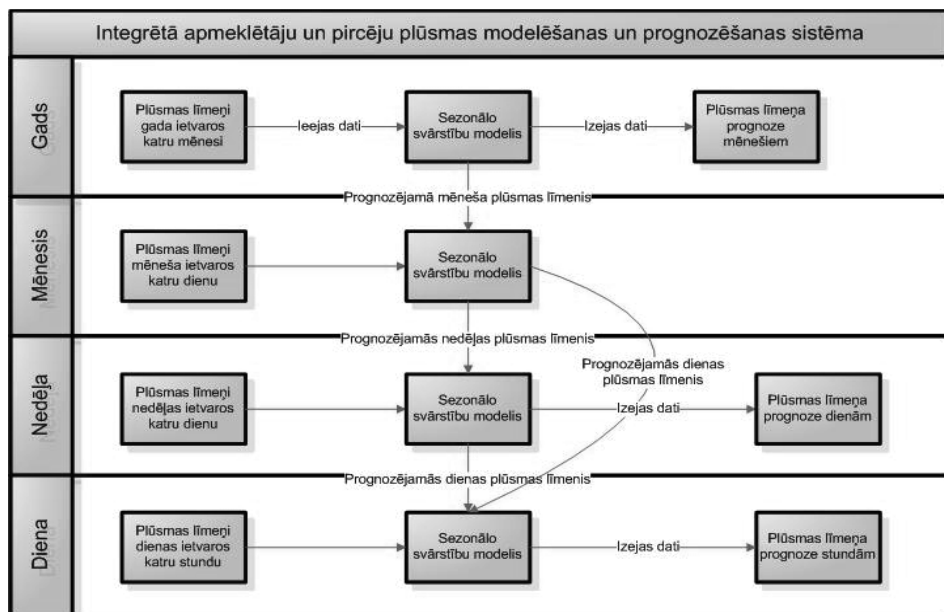 Integrētā apmeklētāju un pircēju plūsmas modelēšanas un prognozēšanas sistēma
Gads
Plūsmas līmeņi
gada ietvaros
katru mēnesi
Ieejas dati
Sezonālo
svārstību modelis
Izejas dati
Plūsmas līmeņa
prognoze
mēnešiem
Prognozējamā mēneša plūsmas līmenis
Mēnesis
Plūsmas līmeņi
mēneša ietvaros
katru dienu
Sezonālo
svārstību modelis
Prognozējamās nedēļas plūsmas līmenis
Prognozējamās dienas
plūsmas līmenis
Nedēļa
Plūsmas līmeņi
nedēļas ietvaros
katru dienu
Sezonālo
svārstību modelis
Izejas dati
Plūsmas līmeņa
prognoze dienām
Prognozējamās dienas plūsmas līmenis
Diena
Plūsmas līmeņi
dienas ietvaros
katru stundu
Sezonālo
svārstību modelis
Izejas dati
Plūsmas līmeņa
prognoze stundām